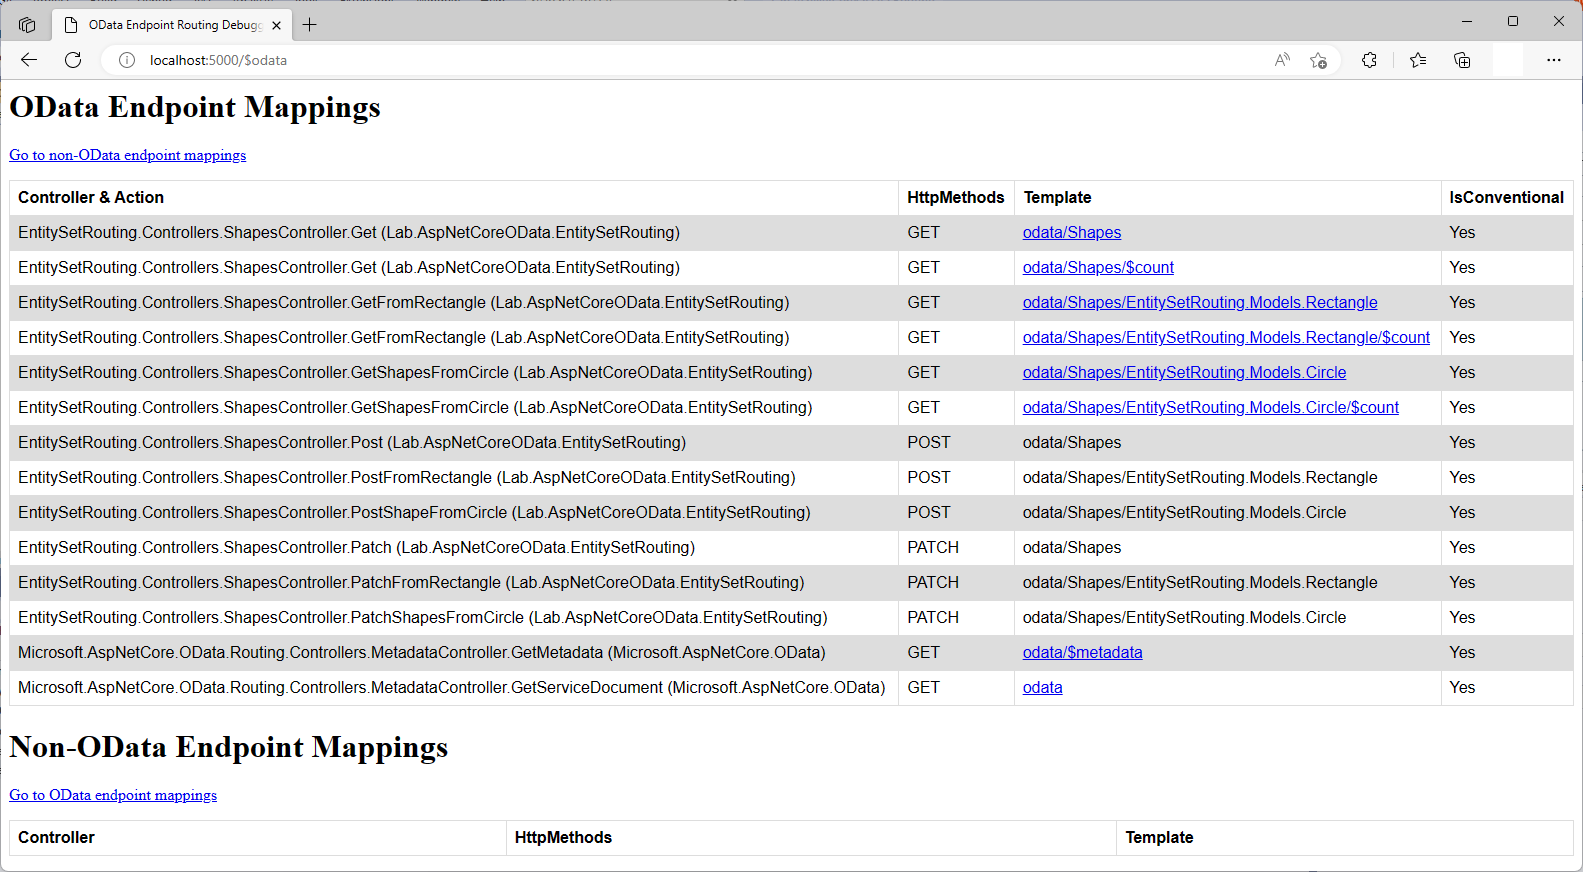 OData Endpoint Routing Debugg
localhost:5000/$odata
OData Endpoint Mappings
Go to non-OData endpoint mappings
Controller & Action HttpMethods Template IsConventional
EntitySetRouting.Controllers.ShapesController.Get (Lab.AspNetCoreOData.EntitySetRouting) GET odata/Shapes Yes
EntitySetRouting.Controllers.ShapesController.Get (Lab.AspNetCoreOData.EntitySetRouting) GET odata/Shapes/$count Yes
EntitySetRouting.Controllers.ShapesController.GetFromRectangle (Lab.AspNetCoreOData.EntitySetRouting) GET odata/Shapes/EntitySetRouting.Models.Rectangle Yes
EntitySetRouting.Controllers.ShapesController.GetFromRectangle (Lab.AspNetCoreOData.EntitySetRouting) GET odata/Shapes/EntitySetRouting.Models.Rectangle/$count Yes
EntitySetRouting.Controllers.ShapesController.GetShapesFromCircle (Lab.AspNetCoreOData.EntitySetRouting) GET odata/Shapes/EntitySetRouting.Models.Circle Yes
EntitySetRouting.Controllers.ShapesController.GetShapesFromCircle (Lab.AspNetCoreOData.EntitySetRouting) GET odata/Shapes/EntitySetRouting.Models.Circle/$count Yes
EntitySetRouting.Controllers.ShapesController.Post (Lab.AspNetCoreOData.EntitySetRouting) POST odata/Shapes Yes
EntitySetRouting.Controllers.ShapesController.PostFromRectangle (Lab.AspNetCoreOData.EntitySetRouting) POST odata/Shapes/EntitySetRouting.Models.Rectangle Yes
EntitySetRouting.Controllers.ShapesController.PostShapeFromCircle (Lab.AspNetCoreOData.EntitySetRouting) POST odata/Shapes/EntitySetRouting.Models.Circle Yes
EntitySetRouting.Controllers.ShapesController.Patch (Lab.AspNetCoreOData.EntitySetRouting) PATCH odata/Shapes Yes
EntitySetRouting.Controllers.ShapesController.PatchFromRectangle (Lab.AspNetCoreOData.EntitySetRouting) PATCH odata/Shapes/EntitySetRouting.Models.Rectangle Yes
EntitySetRouting.Controllers.ShapesController.PatchShapesFromCircle (Lab.AspNetCoreOData.EntitySetRouting) PATCH odata/Shapes/EntitySetRouting.Models.Circle Yes
Microsoft.AspNetCore.OData.Routing.Controllers.MetadataController.GetMetadata (Microsoft.AspNetCore.OData) GET odata/$metadata Yes
Microsoft.AspNetCore.OData.Routing.Controllers.MetadataController.GetServiceDocument (Microsoft.AspNetCore.OData) GET odata Yes
Non-OData Endpoint Mappings
Go to OData endpoint mappings
Controller HttpMethods Template